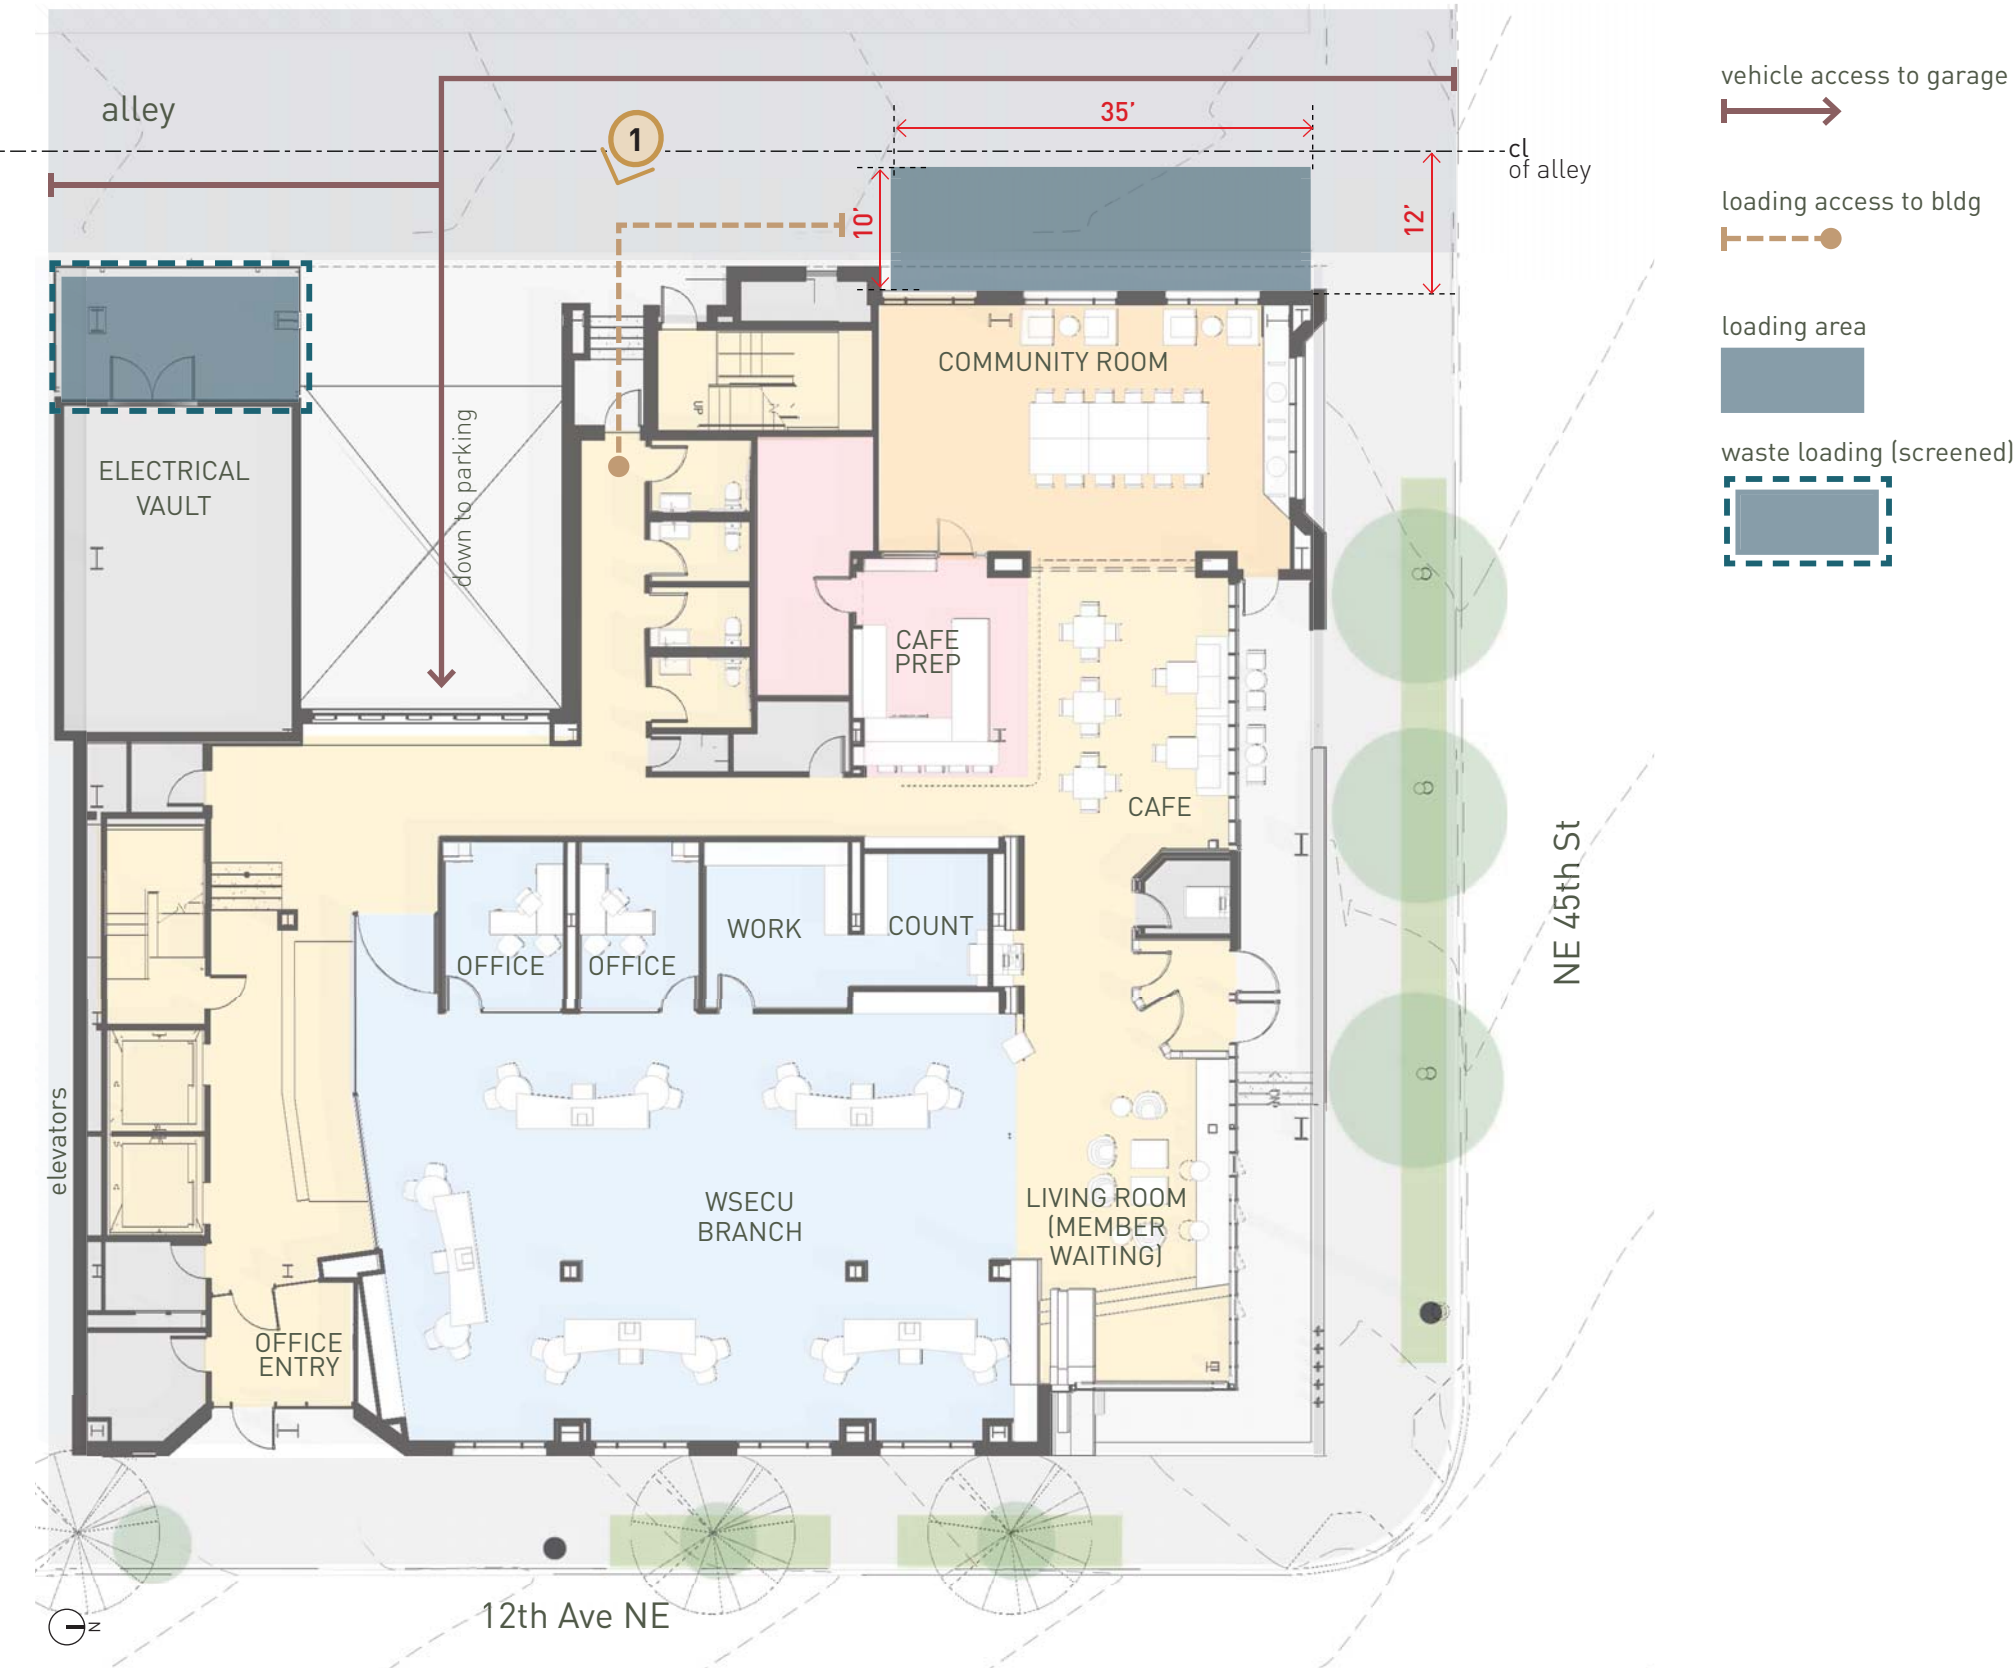 alley
1
35’
10’
12’
cl
of alley
vehicle access to garage
loading access to bldg
loading area
waste loading (screened)
COMMUNITY ROOM
UP
down to parking
ELECTRICAL
VAULT
CAFE
PREP
CAFE
NE 45th St
OFFICE
OFFICE
WORK
COUNT
elevators
WSECU
BRANCH
LIVING ROOM
(MEMBER
WAITING)
OFFICE
ENTRY
12th Ave NE
N